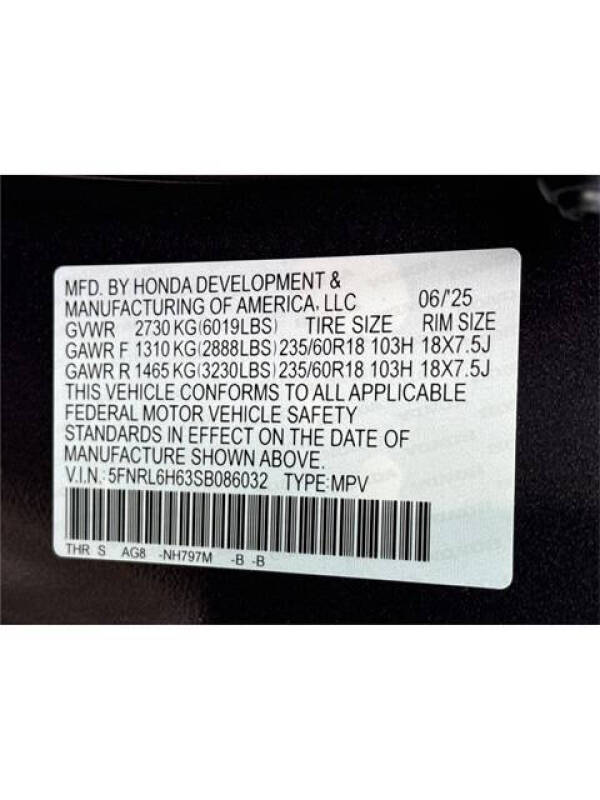 MFD. BY HONDA DEVELOPMENT &
MANUFACTURING OF AMERICA, LLC 06/'25
GVWR 2730 KG(6019LBS) TIRE SIZE RIM SIZE
GAWR F 1310 KG(2888LBS) 235/60R18 103H 18X7.5J
GAWR R 1465 KG(3230LBS) 235/60R18 103H 18X7.5J
THIS VEHICLE CONFORMS TO ALL APPLICABLE
FEDERAL MOTOR VEHICLE SAFETY
STANDARDS IN EFFECT ON THE DATE OF
MANUFACTURE SHOWN ABOVE.
V.I.N.: 5FNRL6H63SB086032 TYPE:MPV
THR S AG8 -NH797M -B -B